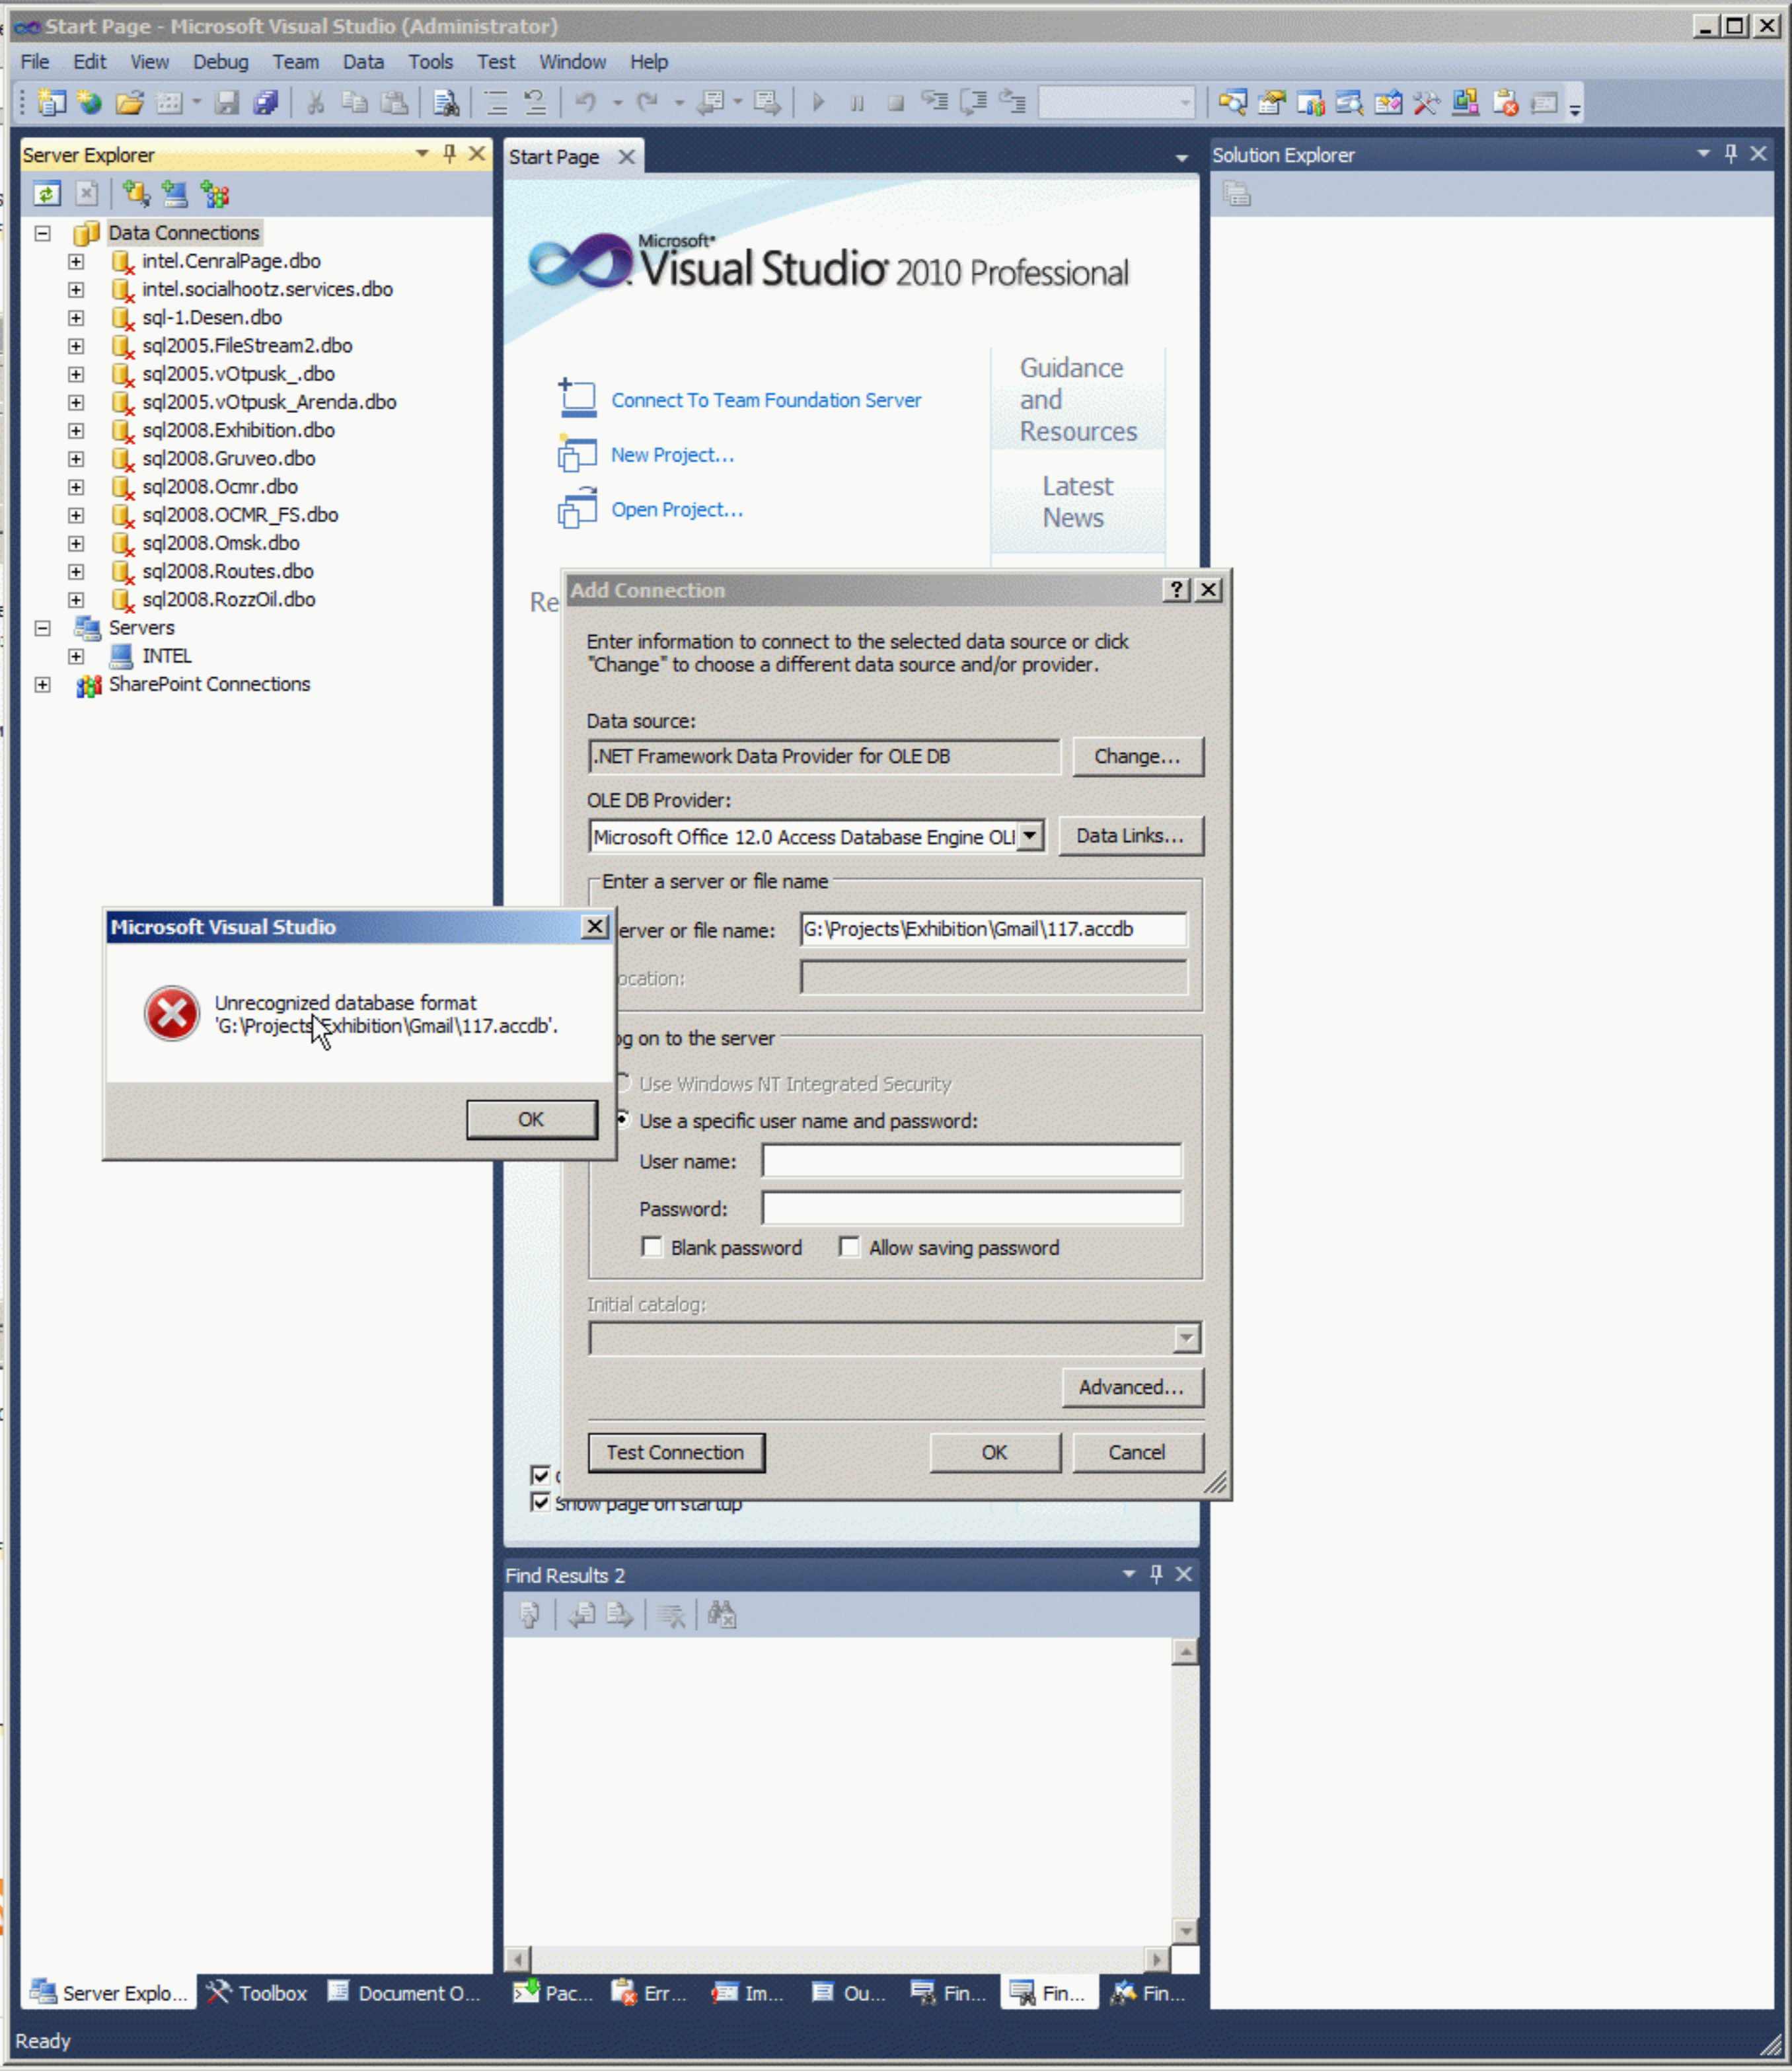 Start Page - Microsoft Visual Studio (Administrator)
File Edit View Debug Team Data Tools Test Window Help
Server Explorer
Data Connections
intel.CenralPage.dbo
intel.socialhootz.services.dbo
sql-1.Desen.dbo
sql2005.FileStream2.dbo
sql2005.vOtpusk_.dbo
sql2005.vOtpusk_Arenda.dbo
sql2008.Exhibition.dbo
sql2008.Gruveo.dbo
sql2008.Ocmr.dbo
sql2008.OCMR_FS.dbo
sql2008.Omsk.dbo
sql2008.Routes.dbo
sql2008.RozzOil.dbo
Servers
INTEL
SharePoint Connections
Start Page
Microsoft®
Visual Studio® 2010 Professional
Connect To Team Foundation Server
New Project...
Open Project...
Guidance
and
Resources
Latest
News
Re
Add Connection
Enter information to connect to the selected data source or click
"Change" to choose a different data source and/or provider.
Data source:
.NET Framework Data Provider for OLE DB Change...
OLE DB Provider:
Microsoft Office 12.0 Access Database Engine OLE Data Links...
Enter a server or file name
erver or file name: G:\Projects\Exhibition\Gmail\117.accdb
ocation:
og on to the server
Use Windows NT Integrated Security
Use a specific user name and password:
User name:
Password:
Blank password Allow saving password
Initial catalog:
Advanced...
Test Connection OK Cancel
Microsoft Visual Studio
Unrecognized database format
'G:\Projects\Exhibition\Gmail\117.accdb'.
OK
Show page on startup
Find Results 2
Solution Explorer
Server Explo... Toolbox Document O... Pac... Err... Im... Ou... Fin... Fin... Fin...
Ready